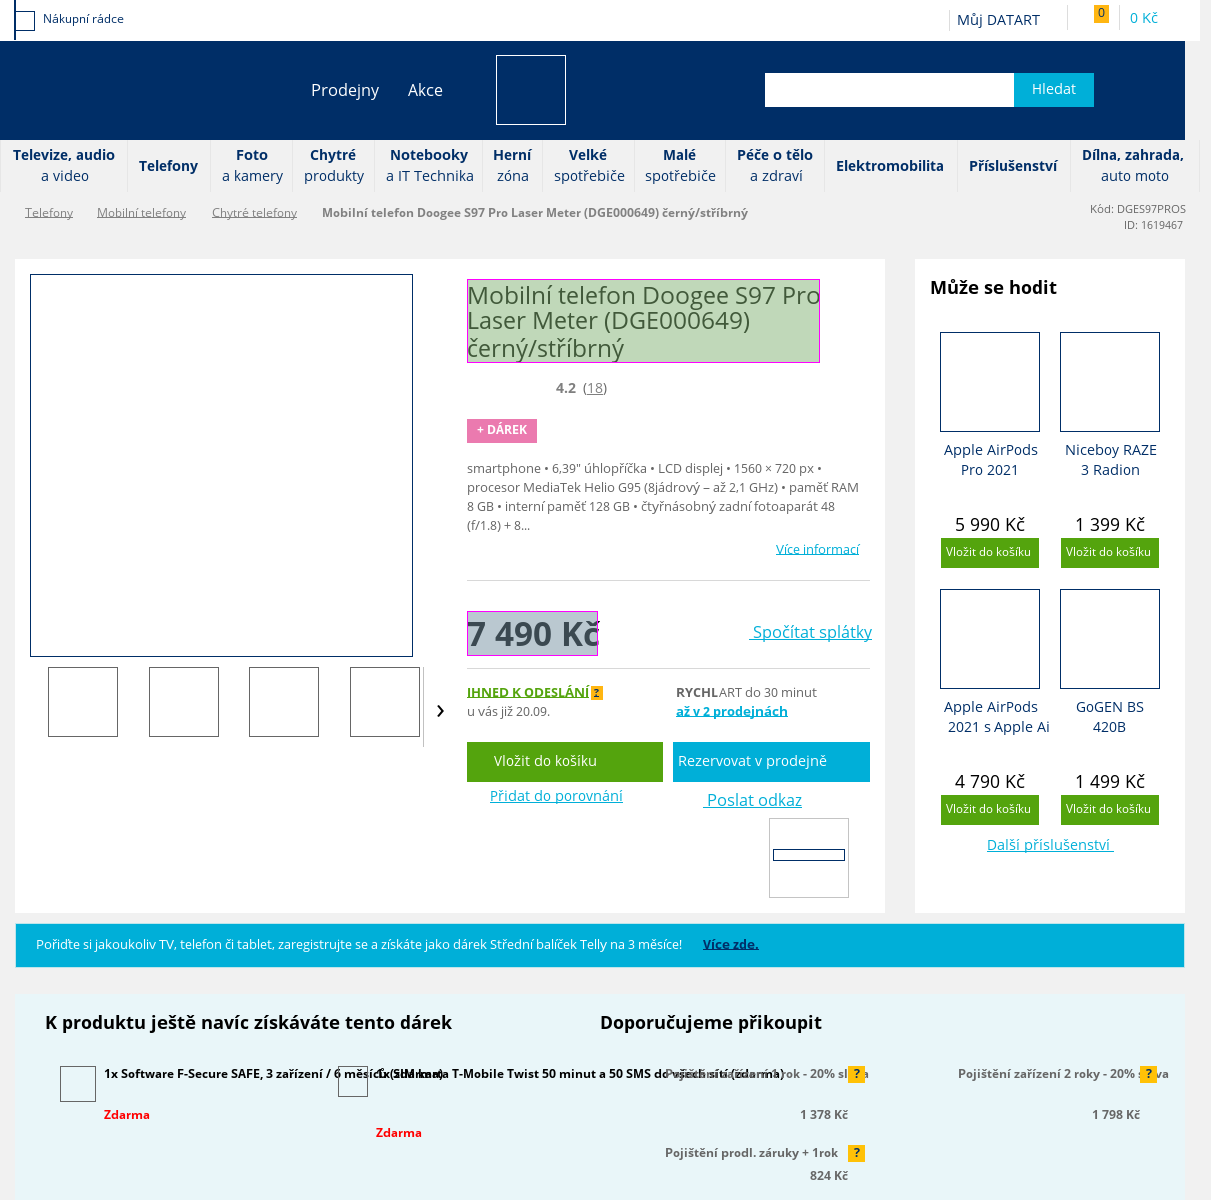 Nákupní rádce
Můj DATART
0
0 Kč
Prodejny
Akce
Hledat
Televize, audio
a video
Telefony
Foto
a kamery
Chytré
produkty
Notebooky
a IT Technika
Herní
zóna
Velké
spotřebiče
Malé
spotřebiče
Péče o tělo
a zdraví
Elektromobilita
Příslušenství
Dílna, zahrada,
auto moto
Telefony
Mobilní telefony
Chytré telefony
Mobilní telefon Doogee S97 Pro Laser Meter (DGE000649) černý/stříbrný
Kód: DGES97PROS
ID: 1619467
Mobilní telefon Doogee S97 Pro
Laser Meter (DGE000649)
černý/stříbrný
4.2 (18)
+ DÁREK
smartphone • 6,39" úhlopříčka • LCD displej • 1560 × 720 px •
procesor MediaTek Helio G95 (8jádrový – až 2,1 GHz) • paměť RAM
8 GB • interní paměť 128 GB • čtyřnásobný zadní fotoaparát 48
(f/1.8) + 8...
Více informací
7 490 Kč
Spočítat splátky
IHNED K ODESLÁNÍ ?
u vás již 20.09.
RYCHLART do 30 minut
až v 2 prodejnách
Vložit do košíku
Rezervovat v prodejně
Přidat do porovnání
Poslat odkaz
Může se hodit
Apple AirPods
Pro 2021
5 990 Kč
Vložit do košíku
Niceboy RAZE
3 Radion
1 399 Kč
Vložit do košíku
Apple AirPods
2021 s Apple Ai
4 790 Kč
Vložit do košíku
GoGEN BS
420B
1 499 Kč
Vložit do košíku
Další příslušenství
Pořiďte si jakoukoliv TV, telefon či tablet, zaregistrujte se a získáte jako dárek Střední balíček Telly na 3 měsíce! Více zde.
K produktu ještě navíc získáváte tento dárek
1x Software F-Secure SAFE, 3 zařízení / 6 měsíců (zdarma)
Zdarma
1x SIM karta T-Mobile Twist 50 minut a 50 SMS do všech sítí (zdarma)
Zdarma
Doporučujeme přikoupit
Pojištění zařízení 1 rok - 20% sleva
?
1 378 Kč
Pojištění zařízení 2 roky - 20% sleva
?
1 798 Kč
Pojištění prodl. záruky + 1rok
?
824 Kč